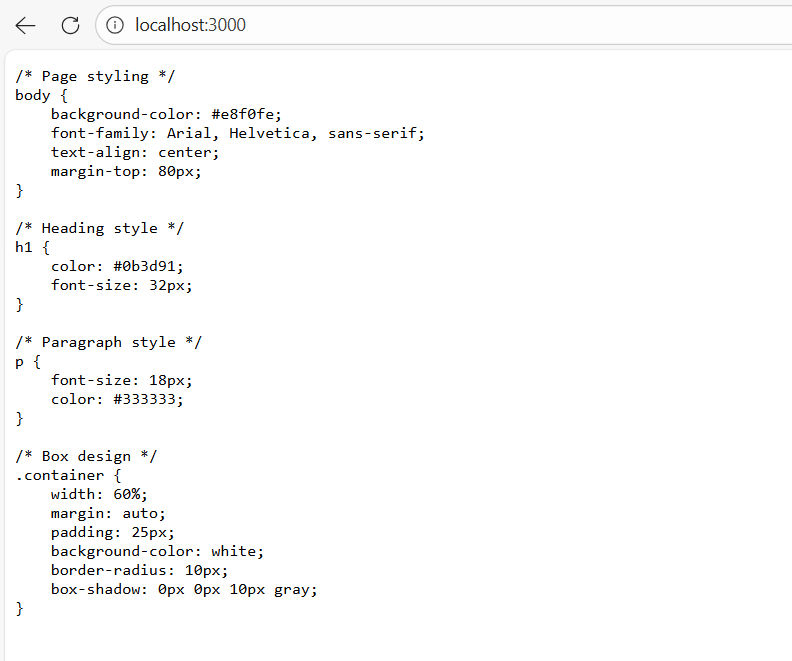 localhost:3000
/* Page styling */
body {
    background-color: #e8f0fe;
    font-family: Arial, Helvetica, sans-serif;
    text-align: center;
    margin-top: 80px;
}

/* Heading style */
h1 {
    color: #0b3d91;
    font-size: 32px;
}

/* Paragraph style */
p {
    font-size: 18px;
    color: #333333;
}

/* Box design */
.container {
    width: 60%;
    margin: auto;
    padding: 25px;
    background-color: white;
    border-radius: 10px;
    box-shadow: 0px 0px 10px gray;
}